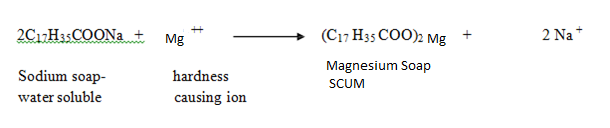 2C₁₇H₃₅COONa + Mg ⁺⁺ (C₁₇ H₃₅ COO)₂ Mg + 2 Na ⁺
Sodium soap- hardness Magnesium Soap
water soluble causing ion SCUM